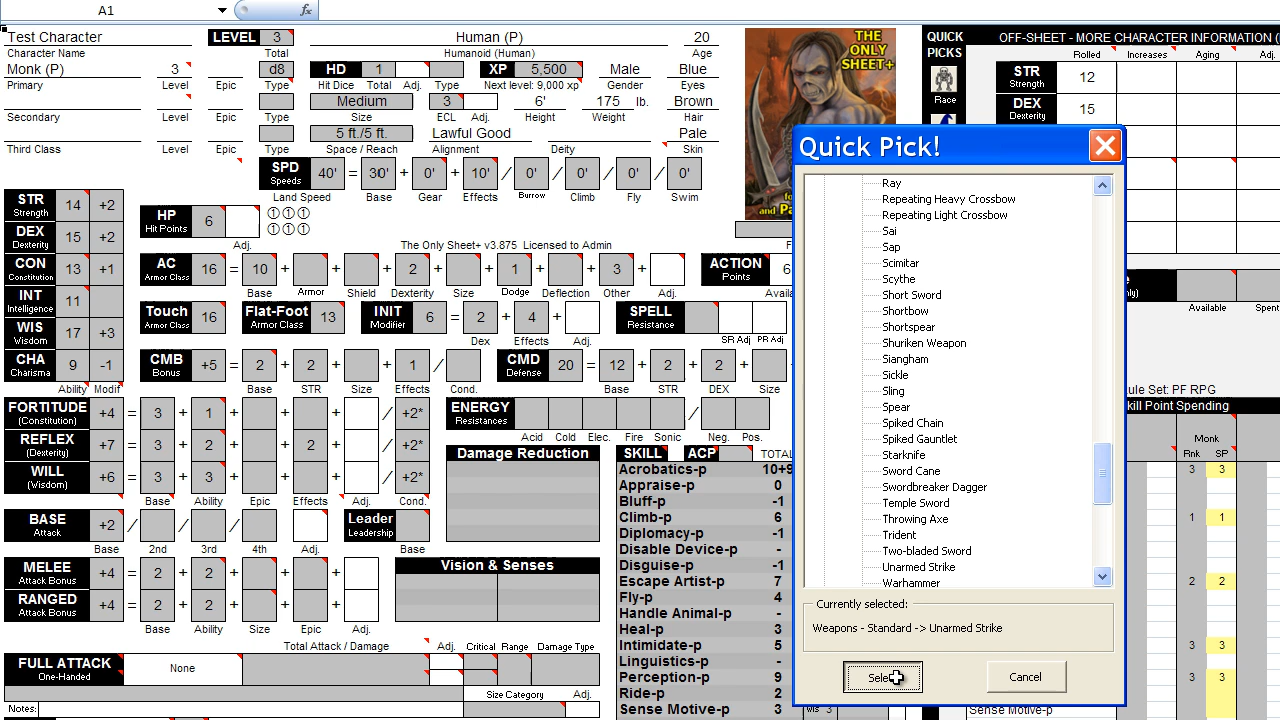 A1
fx
Test Character
LEVEL 3
Human (P)
20
Character Name
Total
Humanoid (Human)
Age
Monk (P)
3
d8
HD 1
XP 5,500
Male
Blue
Primary
Level
Epic
Type
Hit Dice Total Adj. Type
Next level: 9,000 xp
Gender
Eyes
Medium
3
6'
175 lb.
Brown
Secondary
Level
Epic
Type
Size
ECL Adj.
Height
Weight
Hair
5 ft./5 ft.
Lawful Good
Pale
Third Class
Level
Epic
Type
Space / Reach
Alignment
Deity
Skin
THE
ONLY
SHEET+
SPD 40' = 30' + 0' + 10' / 0' / 0' / 0' / 0'
Speeds
Land Speed Base Gear Effects Burrow Climb Fly Swim
STR 14 +2
Strength
DEX 15 +2
Dexterity
CON 13 +1
Constitution
INT 11
Intelligence
WIS 17 +3
Wisdom
CHA 9 -1
Charisma
Ability Modif
HP 6
Hit Points
Adj.
The Only Sheet+ v3.875 Licensed to Admin
AC 16 = 10 + + + 2 + + 1 + + 3 +
Armor Class
Base Armor Shield Dexterity Size Dodge Deflection Other Adj.
ACTION 6
Points
Touch 16
Armor Class
Flat-Foot 13
Armor Class
INIT 6 = 2 + 4 +
Modifier
Dex Effects Adj.
SPELL
Resistance
SR Adj PR Adj
CMB +5 = 2 + 2 + + 1 /
Bonus
Base STR Size Effects Cond.
CMD 20 = 12 + 2 + 2 +
Defense
Base STR DEX Size
FORTITUDE +4 = 3 + 1 + + + / +2*
(Constitution)
REFLEX +7 = 3 + 2 + + 2 + / +2*
(Dexterity)
WILL +6 = 3 + 3 + + + / +2*
(Wisdom)
Base Ability Epic Effects Adj. Cond.
ENERGY
Resistances
Acid Cold Elec. Fire Sonic Neg. Pos.
BASE +2 / / /
Attack
Base 2nd 3rd 4th Adj.
Leader
Leadership
Base
MELEE +4 = 2 + 2 + + +
Attack Bonus
RANGED +4 = 2 + 2 + + +
Attack Bonus
Base Ability Size Epic Adj.
Damage Reduction
Vision & Senses
Total Attack / Damage
Adj. Critical Range Damage Type
FULL ATTACK
One-Handed
None
Size Category Adj.
Notes:
SKILL ACP TOTAL
Acrobatics-p 10+9
Appraise-p 0
Bluff-p -1
Climb-p 6
Diplomacy-p -1
Disable Device-p -
Disguise-p -1
Escape Artist-p 7
Fly-p 4
Handle Animal-p -
Heal-p 3
Intimidate-p 5
Linguistics-p -
Perception-p 9
Ride-p 2
Sense Motive-p 3
wis 3
QUICK
PICKS
Race
OFF-SHEET - MORE CHARACTER INFORMATION (
Rolled Increases Aging Adj.
STR 12
Strength
DEX 15
Dexterity
Available Spent
ule Set: PF RPG
kill Point Spending
Monk
Rnk SP
3 3
1 1
2 2
3 3
3 3
Sense Motive-p
Quick Pick!
Ray
Repeating Heavy Crossbow
Repeating Light Crossbow
Sai
Sap
Scimitar
Scythe
Short Sword
Shortbow
Shortspear
Shuriken Weapon
Siangham
Sickle
Sling
Spear
Spiked Chain
Spiked Gauntlet
Starknife
Sword Cane
Swordbreaker Dagger
Temple Sword
Throwing Axe
Trident
Two-bladed Sword
Unarmed Strike
Warhammer
Currently selected:
Weapons - Standard -> Unarmed Strike
Select
Cancel